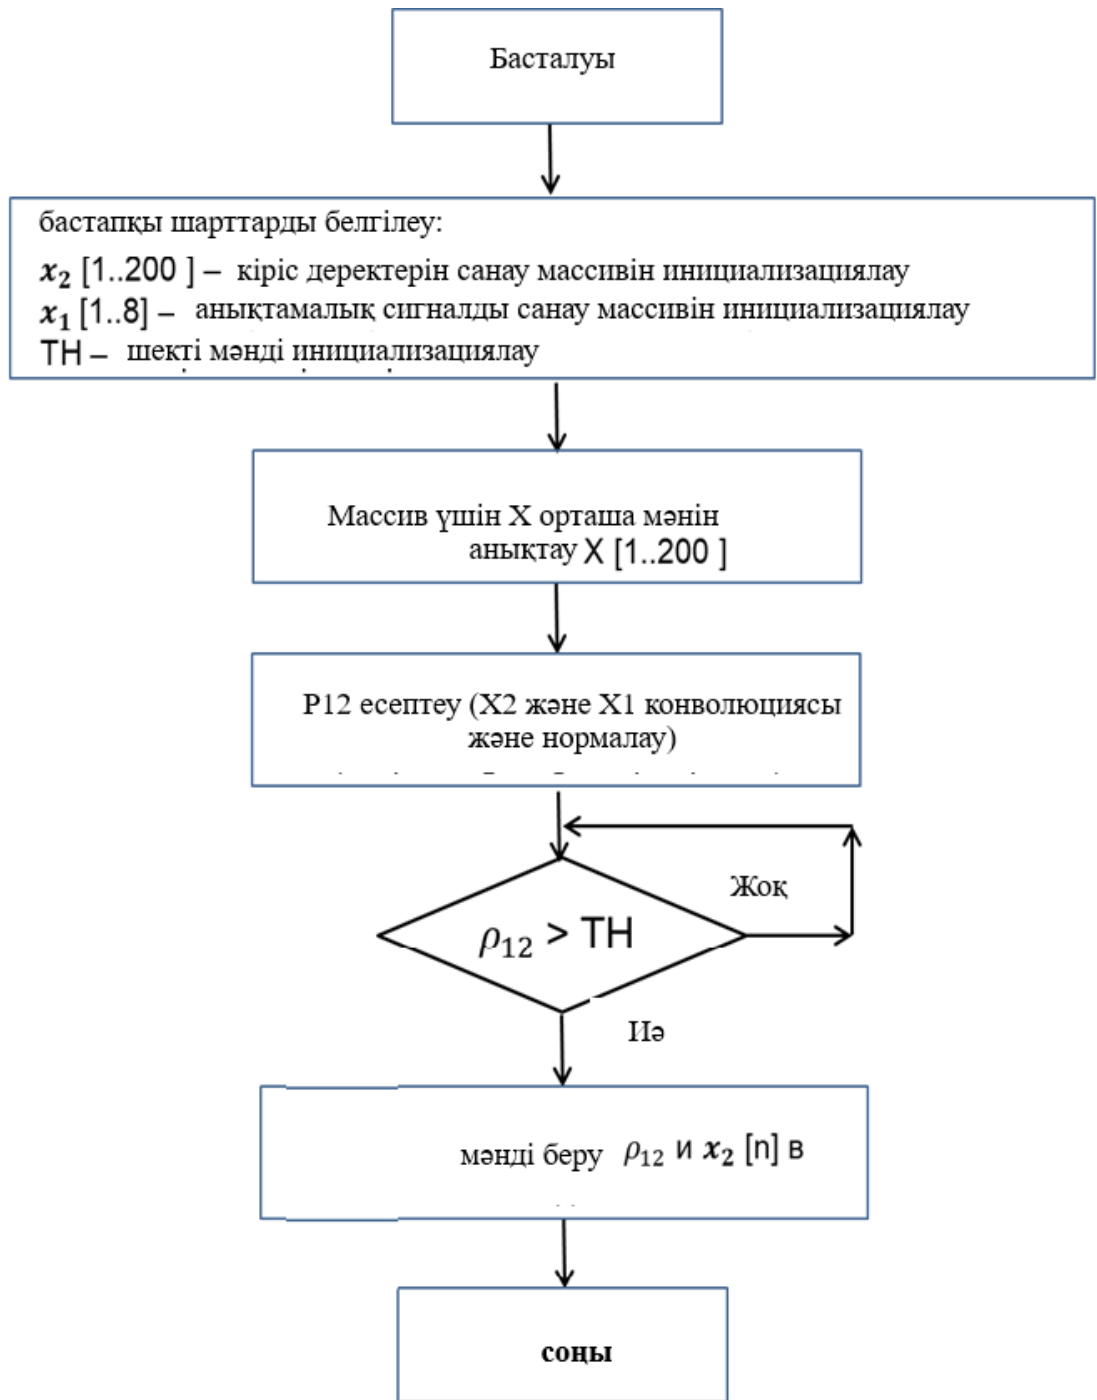 Басталуы
бастапқы шарттарды белгілеу:
x₂ [1..200 ] – кіріс деректерін санау массивін инициализациялау
x₁ [1..8] – анықтамалық сигналды санау массивін инициализациялау
TH – шекті мәнді инициализациялау
Массив үшін X орташа мәнін
анықтау X [1..200 ]
P12 есептеу (X2 және X1 конволюциясы
және нормалау)
Жоқ
ρ₁₂ > TH
Иә
мәнді беру ρ₁₂ и x₂ [n] в
соңы